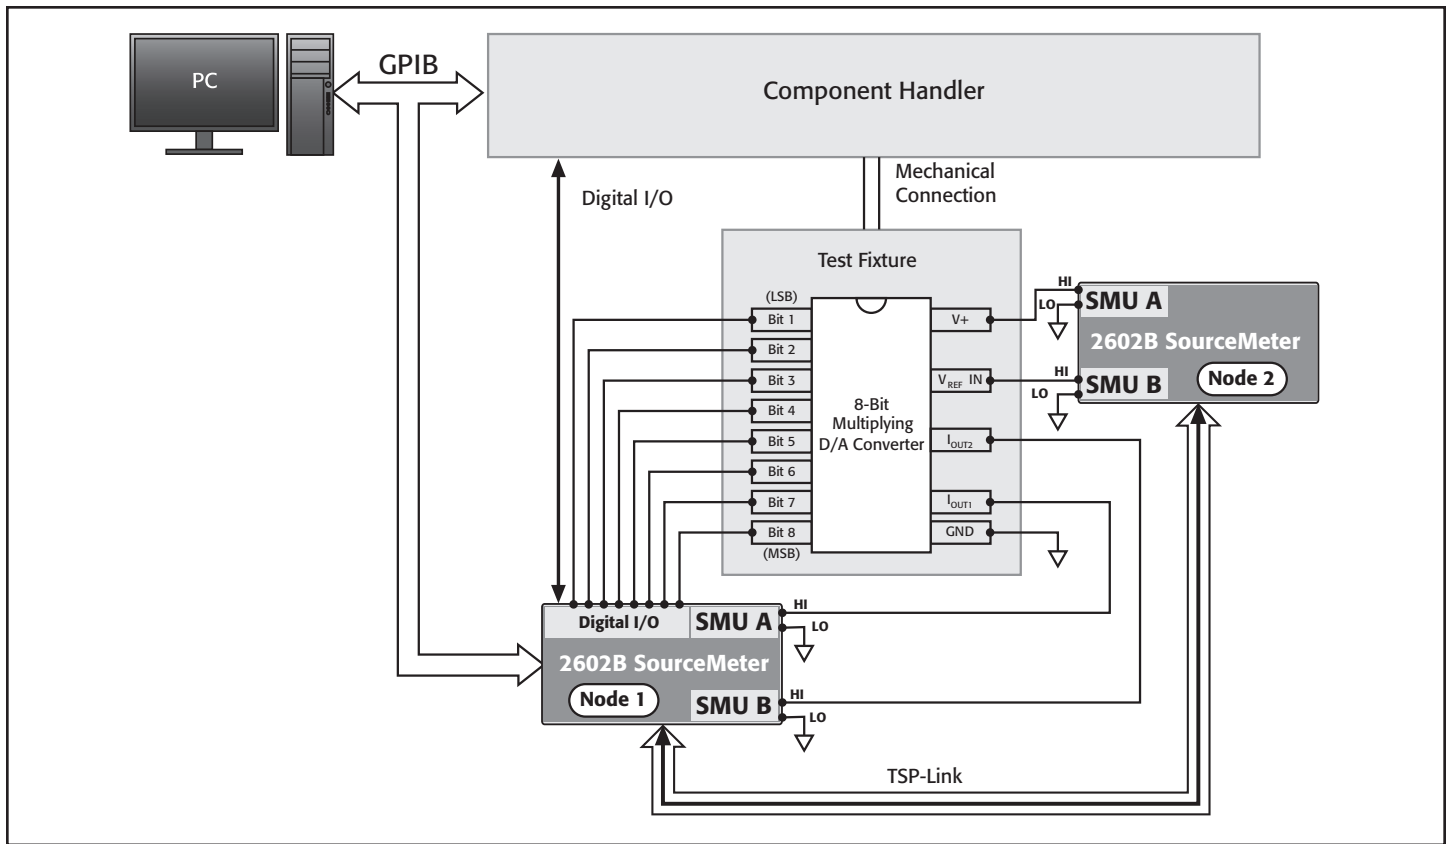 PC
GPIB
Component Handler
Digital I/O
Mechanical
Connection
Test Fixture
(LSB)
Bit 1
Bit 2
Bit 3
Bit 4
Bit 5
Bit 6
Bit 7
Bit 8
(MSB)
8-Bit
Multiplying
D/A Converter
V+
VREF IN
IOUT2
IOUT1
GND
HI
LO
SMU A
2602B SourceMeter
HI
LO
SMU B
Node 2
Digital I/O
SMU A
HI
LO
2602B SourceMeter
Node 1
SMU B
HI
LO
TSP-Link